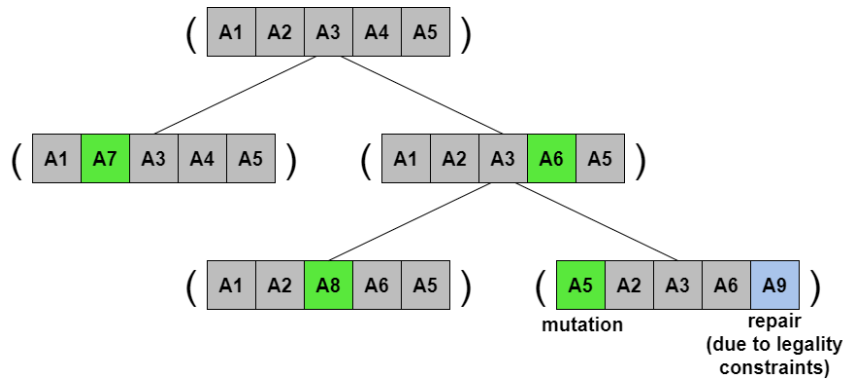 ( A1 A2 A3 A4 A5 )
( A1 A7 A3 A4 A5 )
( A1 A2 A3 A6 A5 )
( A1 A2 A8 A6 A5 )
( A5 A2 A3 A6 A9 )
mutation
repair
(due to legality
constraints)